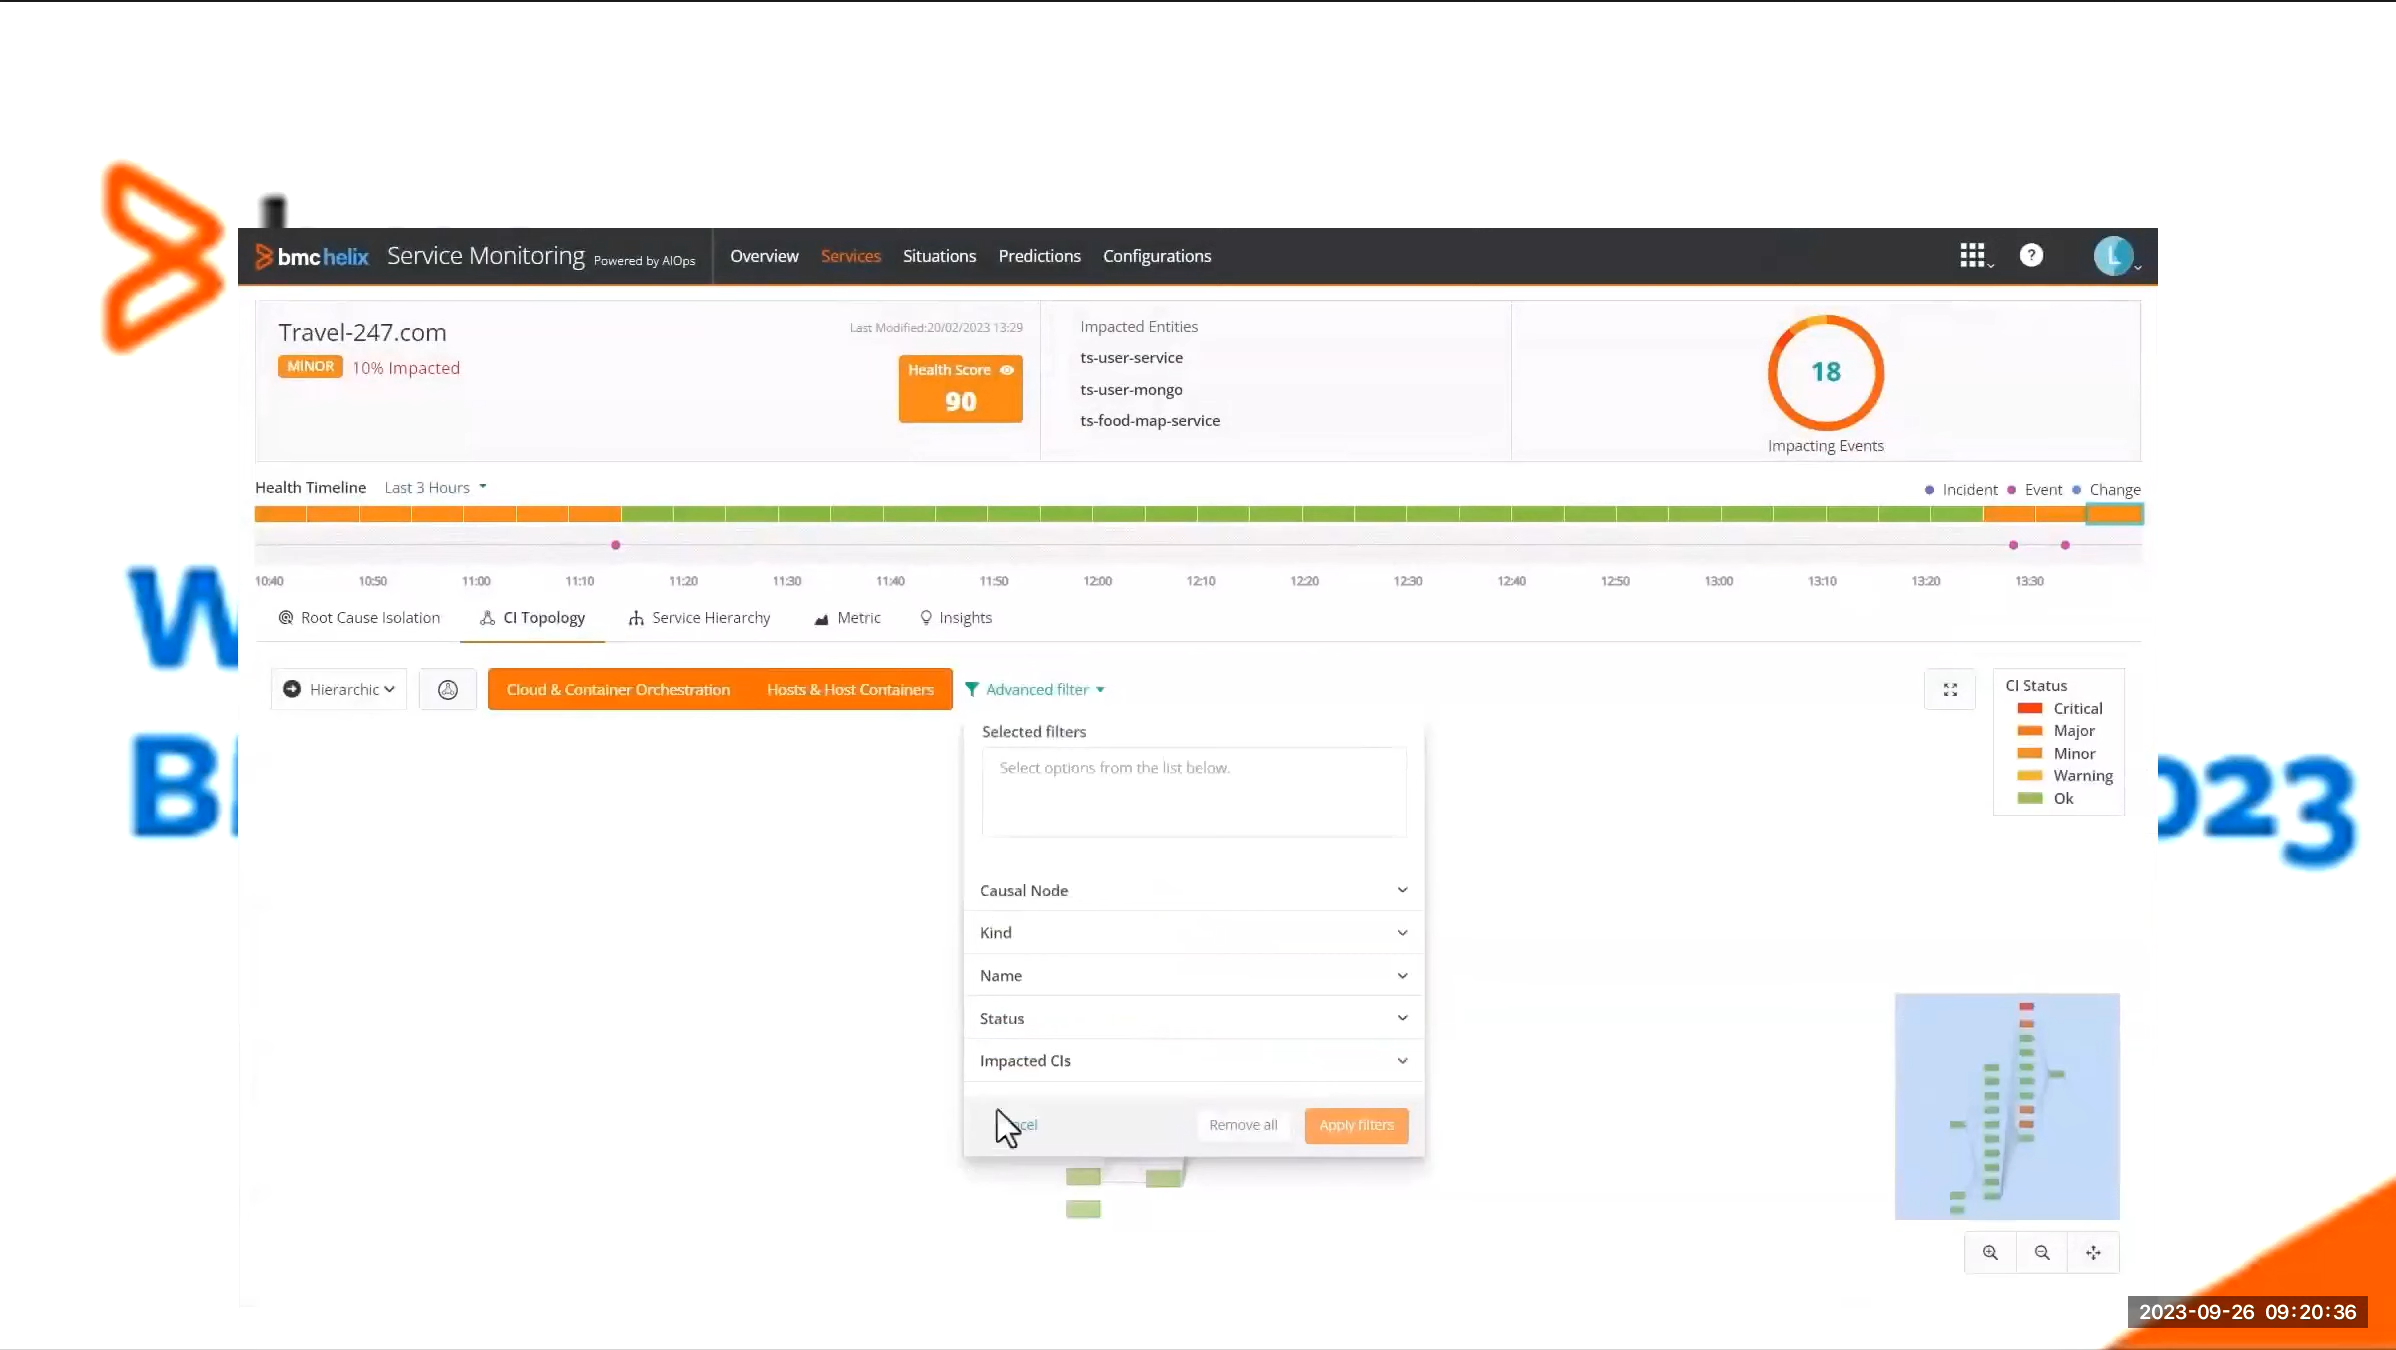 bmc helix Service Monitoring Powered by AIOps Overview Services Situations Predictions Configurations ? L
Travel-247.com
Last Modified:20/02/2023 13:29
MINOR 10% Impacted
Health Score
90
Impacted Entities
ts-user-service
ts-user-mongo
ts-food-map-service
18
Impacting Events
Health Timeline Last 3 Hours
Incident Event Change
10:40 10:50 11:00 11:10 11:20 11:30 11:40 11:50 12:00 12:10 12:20 12:30 12:40 12:50 13:00 13:10 13:20 13:30
Root Cause Isolation CI Topology Service Hierarchy Metric Insights
Hierarchic Cloud & Container Orchestration Hosts & Host Containers Advanced filter
CI Status
Critical
Major
Minor
Warning
Ok
Selected filters
Select options from the list below.
Causal Node
Kind
Name
Status
Impacted CIs
Remove all Apply filters
W
B
023
2023-09-26 09:20:36